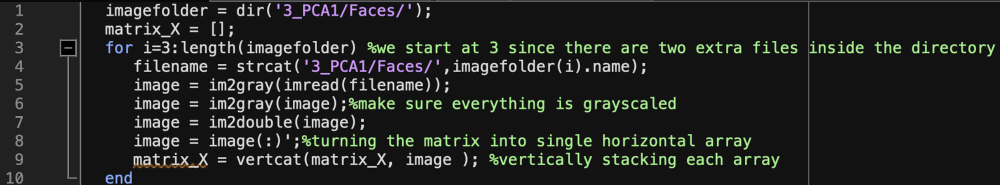 1 imagefolder = dir('3_PCA1/Faces/');
2 matrix_X = [];
3 for i=3:length(imagefolder) %we start at 3 since there are two extra files inside the directory
4 filename = strcat('3_PCA1/Faces/',imagefolder(i).name);
5 image = im2gray(imread(filename));
6 image = im2gray(image);%make sure everything is grayscaled
7 image = im2double(image);
8 image = image(:)';%turning the matrix into single horizontal array
9 matrix_X = vertcat(matrix_X, image ); %vertically stacking each array
10 end